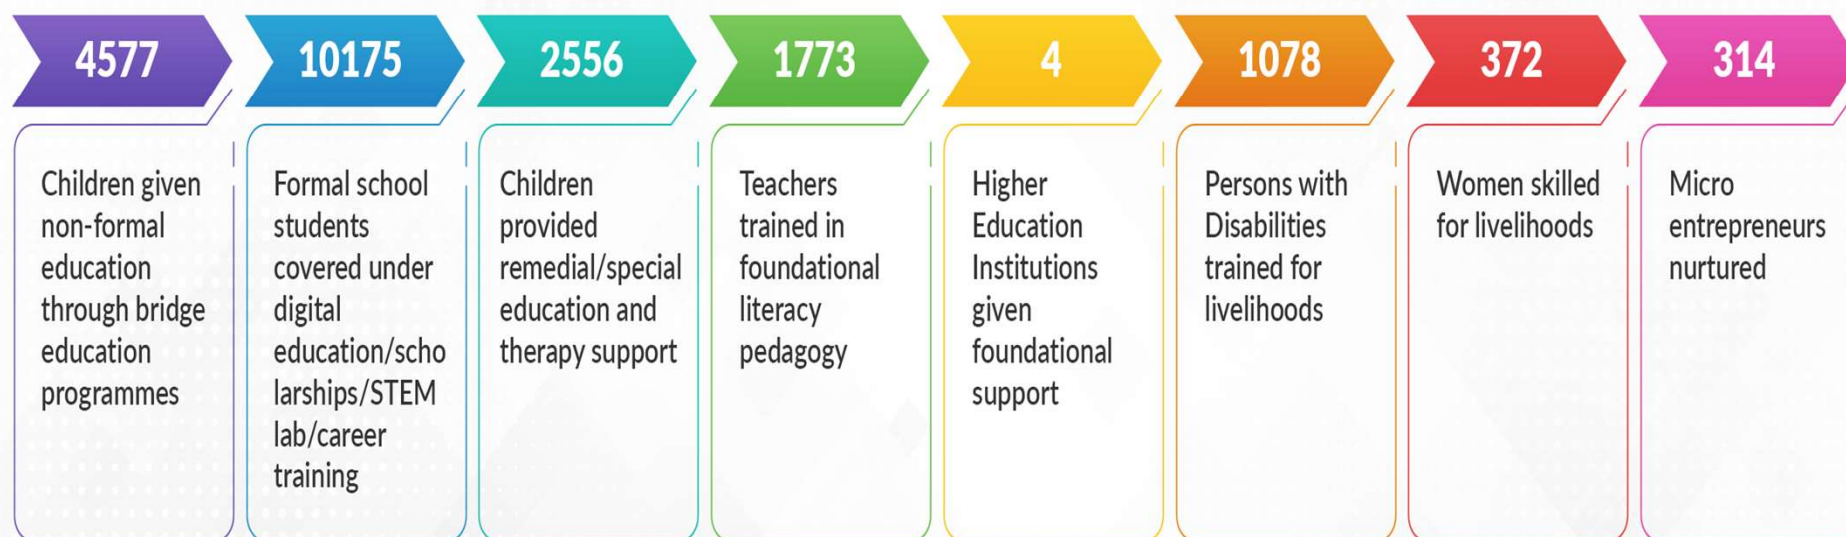 4577
Children given
non-formal
education
through bridge
education
programmes
10175
Formal school
students
covered under
digital
education/scho
larships/STEM
lab/career
training
2556
Children
provided
remedial/special
education and
therapy support
1773
Teachers
trained in
foundational
literacy
pedagogy
4
Higher
Education
Institutions
given
foundational
support
1078
Persons with
Disabilities
trained for
livelihoods
372
Women skilled
for livelihoods
314
Micro
entrepreneurs
nurtured